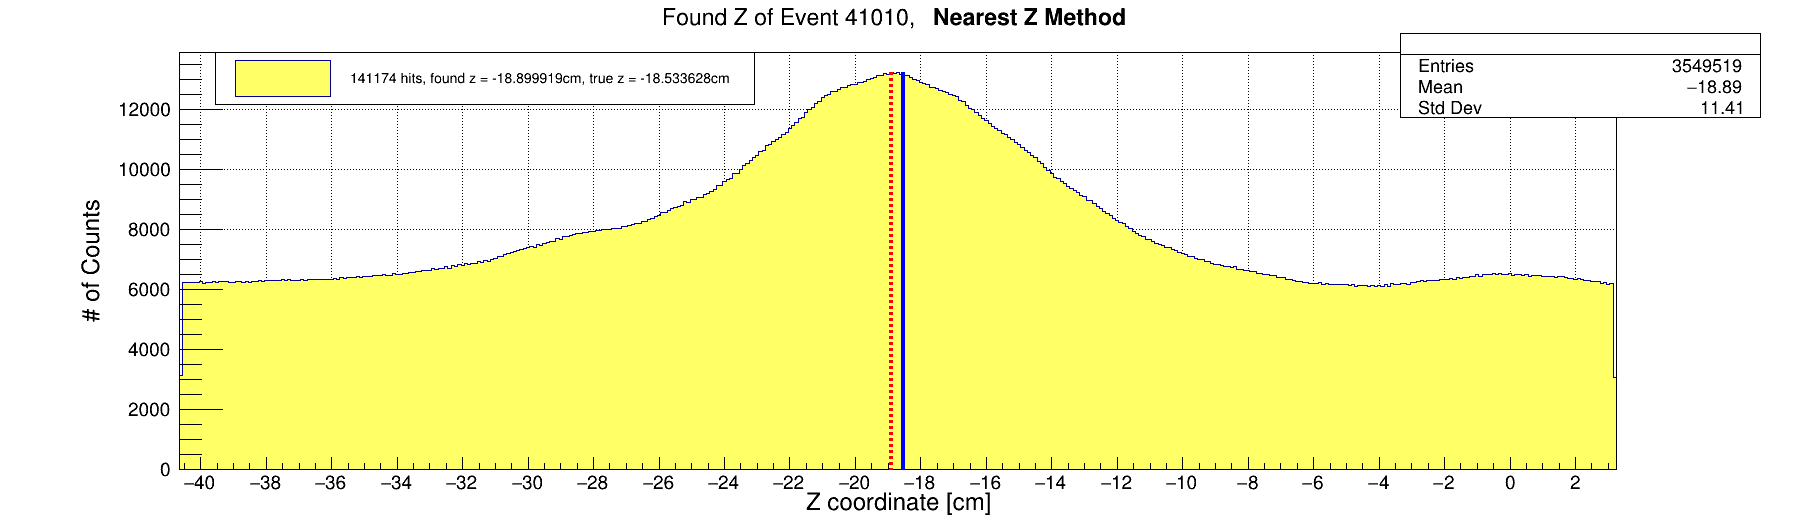 Found Z of Event 41010, Nearest Z Method
141174 hits, found z = -18.899919cm, true z = -18.533628cm
Entries 3549519
Mean −18.89
Std Dev 11.41
# of Counts
12000
10000
8000
6000
4000
2000
0
−40 −38 −36 −34 −32 −30 −28 −26 −24 −22 −20 −18 −16 −14 −12 −10 −8 −6 −4 −2 0 2
Z coordinate [cm]